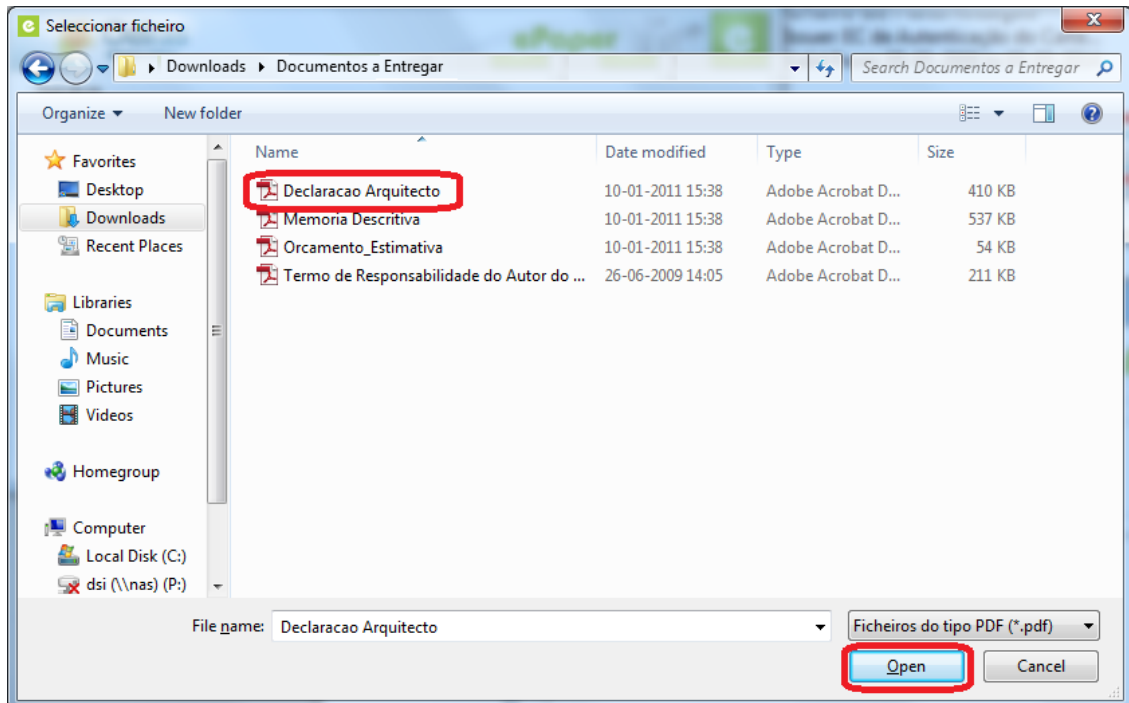 Seleccionar ficheiro
ePaper
Downloads Documentos a Entregar
Search Documentos a Entregar
Organize New folder
Favorites
Desktop
Downloads
Recent Places
Libraries
Documents
Music
Pictures
Videos
Homegroup
Computer
Local Disk (C:)
dsi (\\nas) (P:)
Name Date modified Type Size
Declaracao Arquitecto 10-01-2011 15:38 Adobe Acrobat D... 410 KB
Memoria Descritiva 10-01-2011 15:38 Adobe Acrobat D... 537 KB
Orcamento_Estimativa 10-01-2011 15:38 Adobe Acrobat D... 54 KB
Termo de Responsabilidade do Autor do ... 26-06-2009 14:05 Adobe Acrobat D... 211 KB
File name: Declaracao Arquitecto Ficheiros do tipo PDF (*.pdf)
Open Cancel